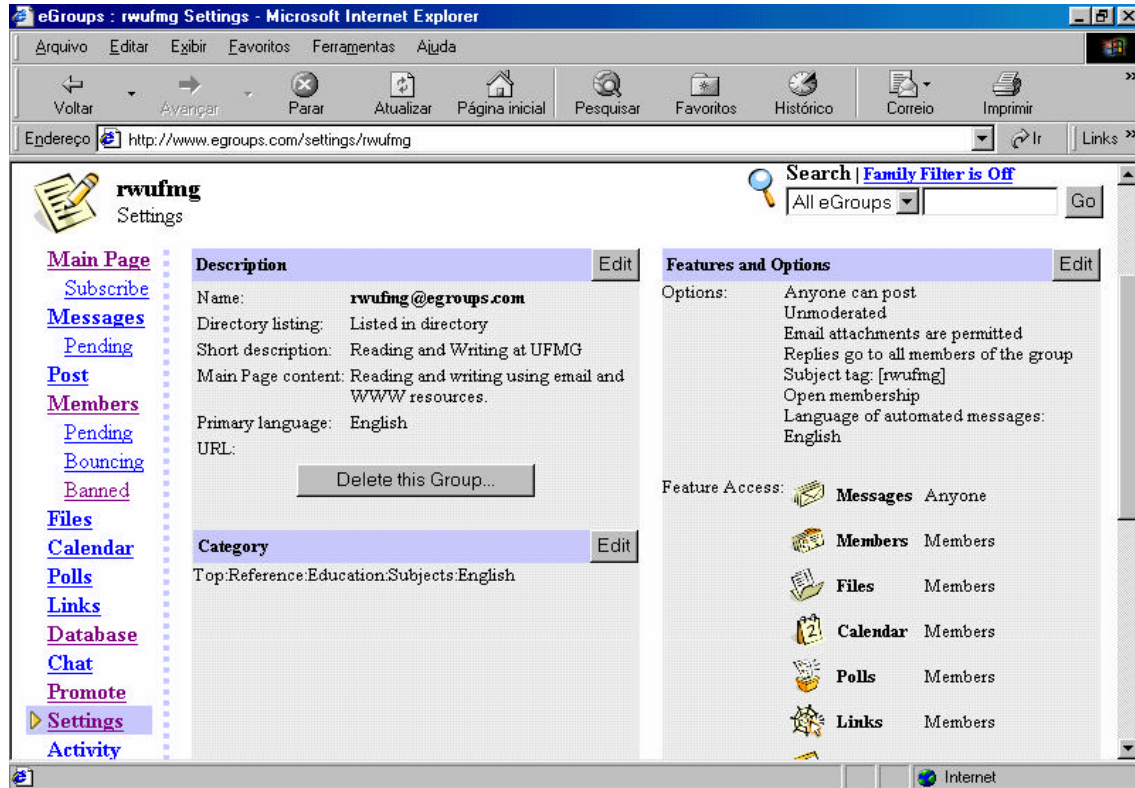 eGroups : rwufmg Settings - Microsoft Internet Explorer
Arquivo Editar Exibir Favoritos Ferramentas Ajuda
Voltar Avançar Parar Atualizar Página inicial Pesquisar Favoritos Histórico Correio Imprimir »
Endereço http://www.egroups.com/settings/rwufmg Ir Links »
rwufmg
Settings
Search | Family Filter is Off
All eGroups Go
Main Page
Subscribe
Messages
Pending
Post
Members
Pending
Bouncing
Banned
Files
Calendar
Polls
Links
Database
Chat
Promote
Settings
Activity
Description Edit
Name: rwufmg@egroups.com
Directory listing: Listed in directory
Short description: Reading and Writing at UFMG
Main Page content: Reading and writing using email and
WWW resources.
Primary language: English
URL:
Delete this Group...
Category Edit
Top:Reference:Education:Subjects:English
Features and Options Edit
Options: Anyone can post
Unmoderated
Email attachments are permitted
Replies go to all members of the group
Subject tag: [rwufmg]
Open membership
Language of automated messages:
English
Feature Access: Messages Anyone
Members Members
Files Members
Calendar Members
Polls Members
Links Members
Internet